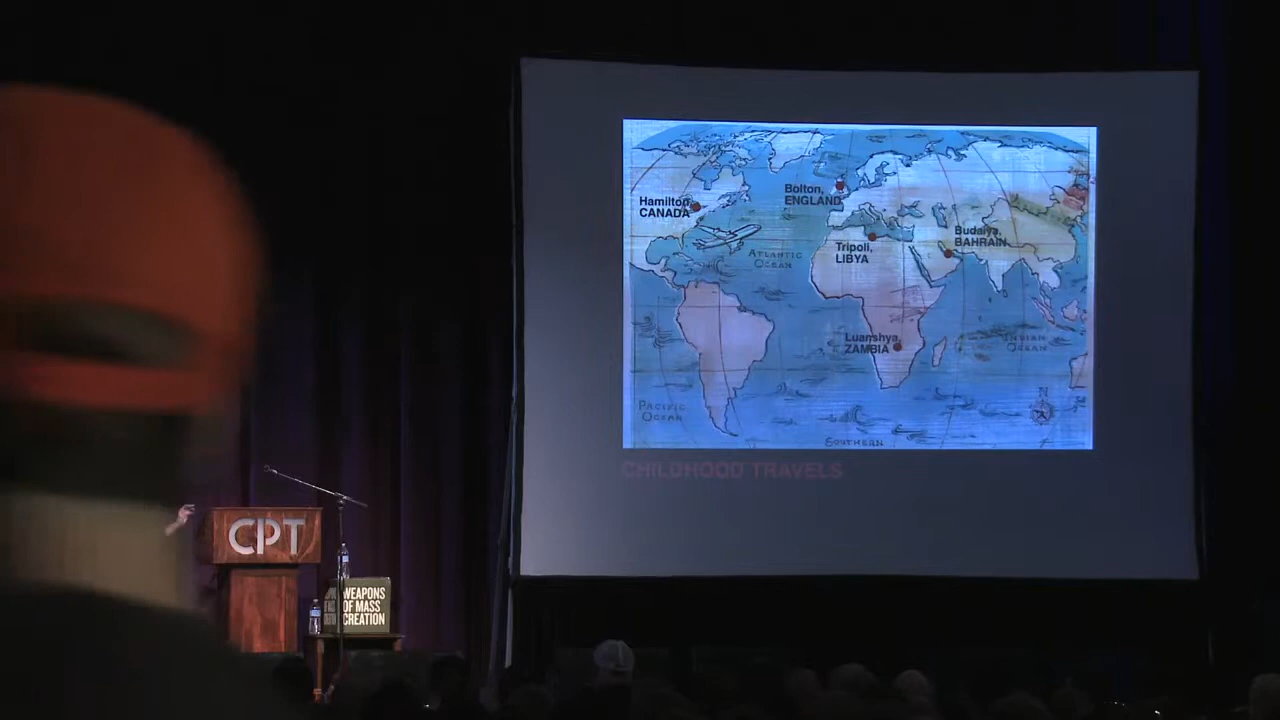 Hamilton,
CANADA
Bolton,
ENGLAND
Tripoli,
LIBYA
Budaiya,
BAHRAIN
ATLANTIC
OCEAN
Luanshya,
ZAMBIA
INDIAN
OCEAN
PACIFIC
OCEAN
N
SOUTHERN
CHILDHOOD TRAVELS
CPT
WEAPONS
OF MASS
CREATION